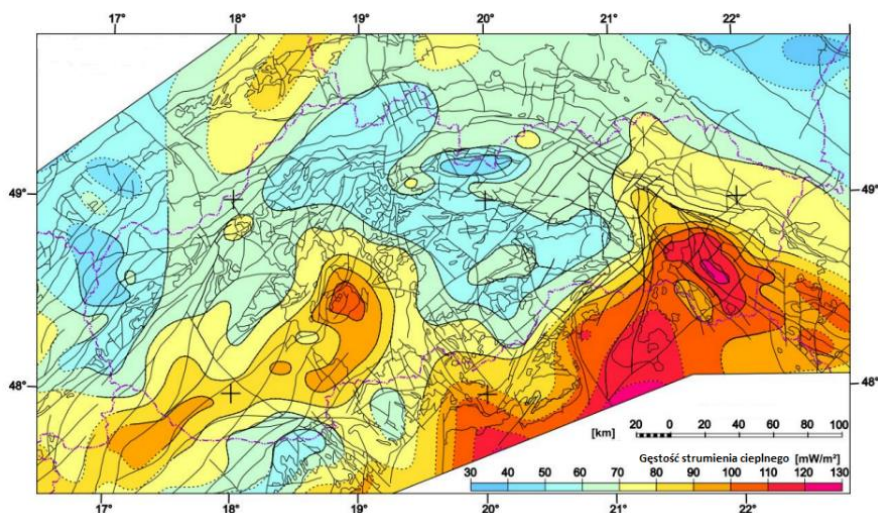 17° 18° 19° 20° 21° 22°
49° 49°
48° 48°
[km] 20 0 20 40 60 80 100
Gęstość strumienia cieplnego [mW/m²]
30 40 50 60 70 80 90 100 110 120 130
17° 18° 19° 20° 21° 22°